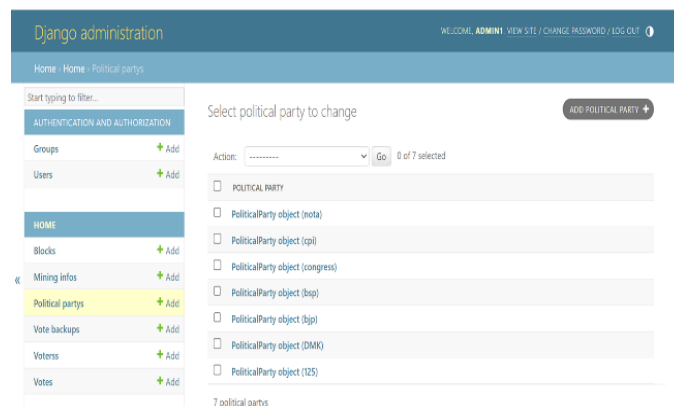 Django administration
WELCOME, ADMIN1. VIEW SITE / CHANGE PASSWORD / LOG OUT
Home › Home › Political partys
Start typing to filter...
AUTHENTICATION AND AUTHORIZATION
Groups + Add
Users + Add
HOME
Blocks + Add
« Mining infos + Add
Political partys + Add
Vote backups + Add
Voterss + Add
Votes + Add
Select political party to change
ADD POLITICAL PARTY +
Action: --------- Go 0 of 7 selected
POLITICAL PARTY
PoliticalParty object (nota)
PoliticalParty object (cpi)
PoliticalParty object (congress)
PoliticalParty object (bsp)
PoliticalParty object (bjp)
PoliticalParty object (DMK)
PoliticalParty object (125)
7 political partys